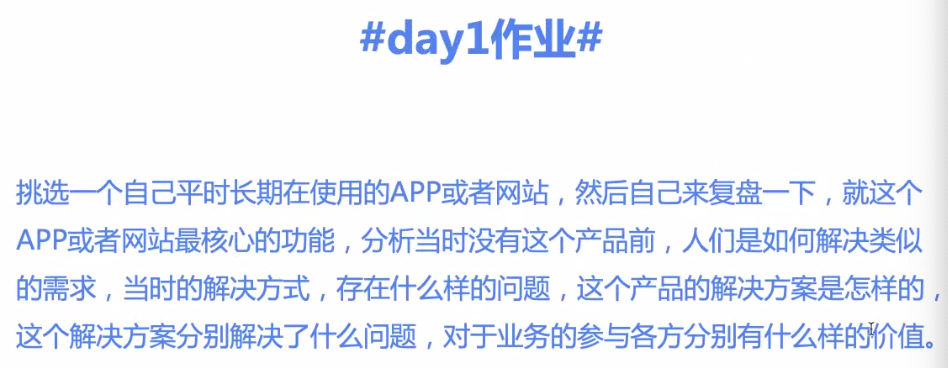 #day1作业#
挑选一个自己平时长期在使用的APP或者网站，然后自己来复盘一下，就这个
APP或者网站最核心的功能，分析当时没有这个产品前，人们是如何解决类似
的需求，当时的解决方式，存在什么样的问题，这个产品的解决方案是怎样的，
这个解决方案分别解决了什么问题，对于业务的参与各方分别有什么样的价值。